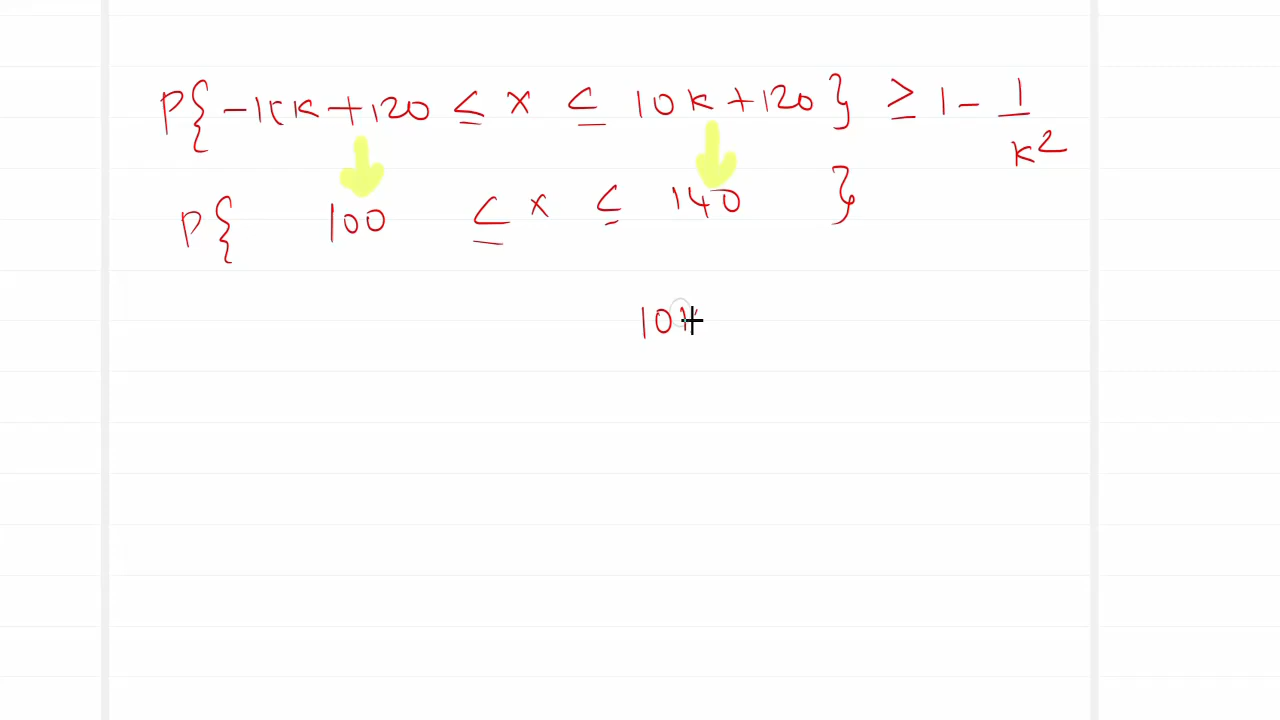 P{ -10K+120 ≤ x ≤ 10K+120 } ≥ 1 - 1/K²
P{ 100 ≤ x ≤ 140 }
10